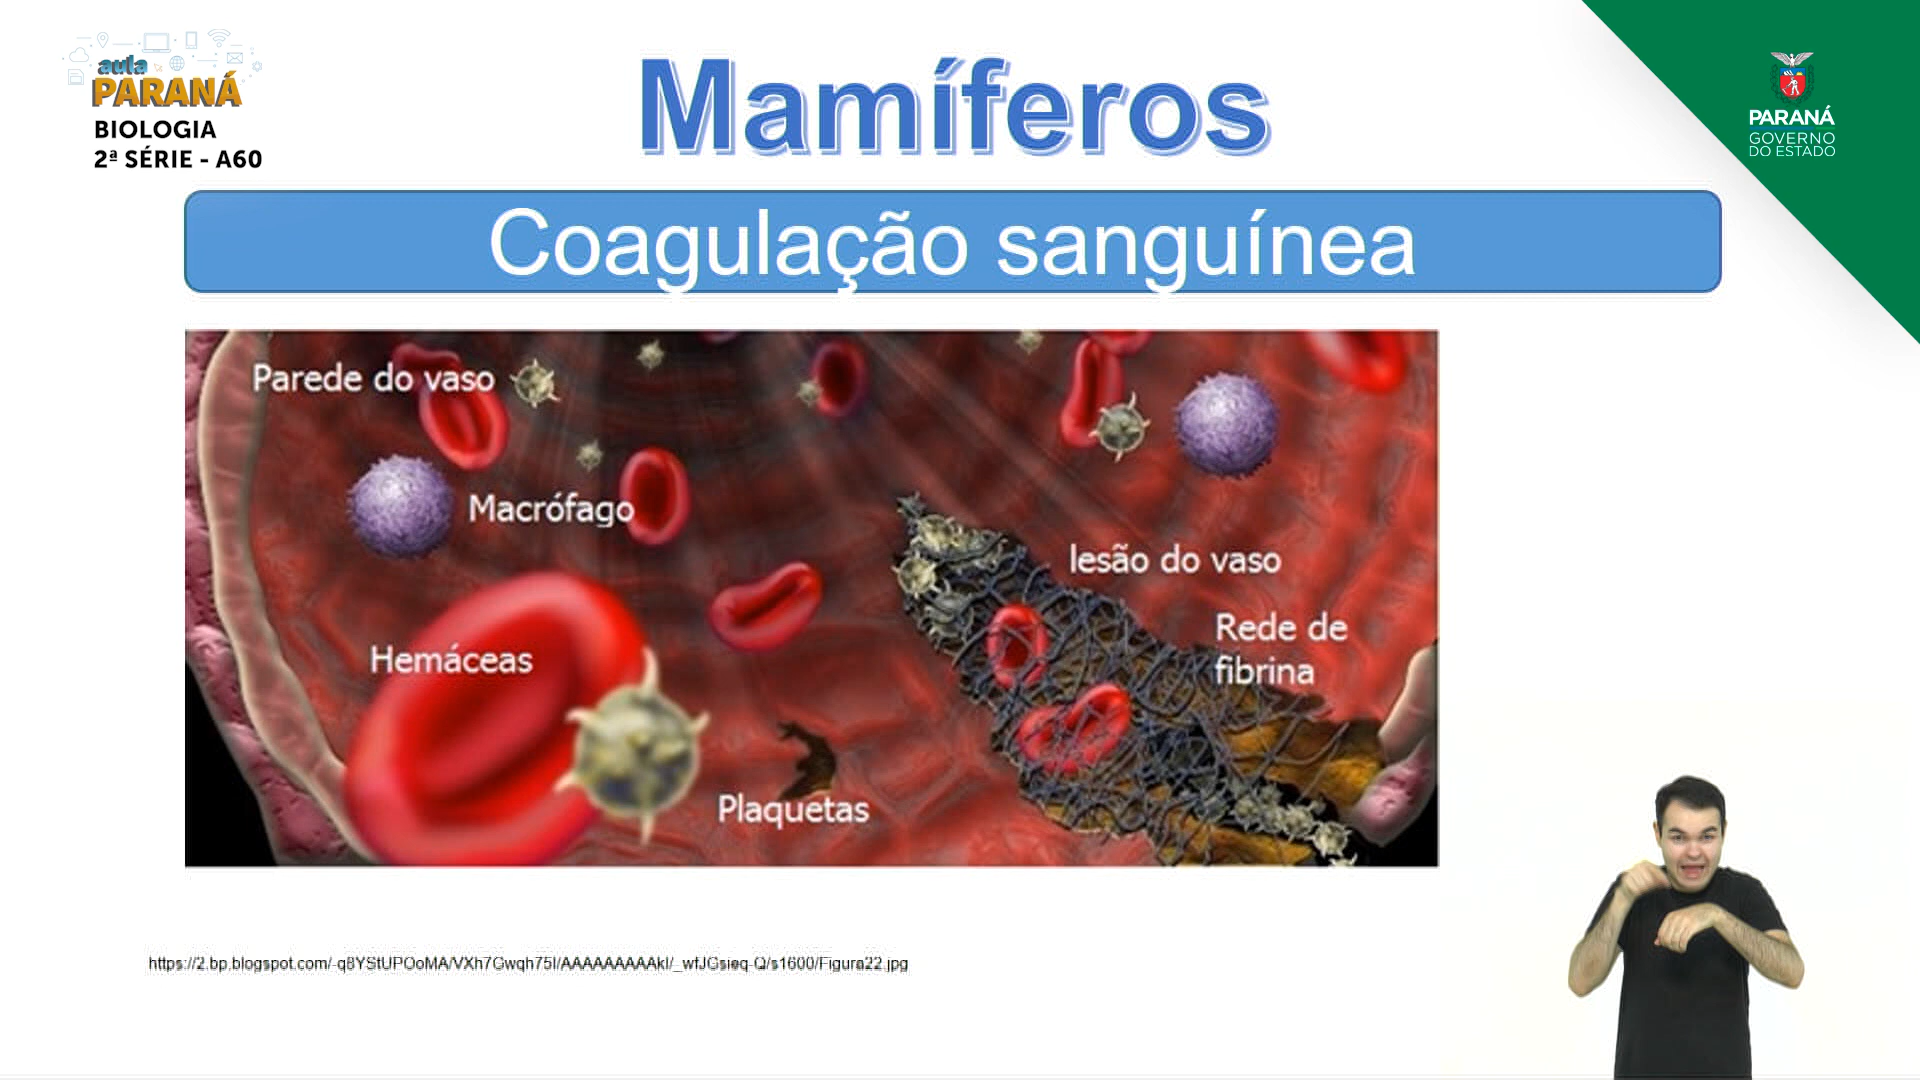 aula
PARANÁ
BIOLOGIA
2ª SÉRIE - A60
Mamíferos
PARANÁ
GOVERNO
DO ESTADO
Coagulação sanguínea
Parede do vaso
Macrófago
lesão do vaso
Rede de
fibrina
Hemáceas
Plaquetas